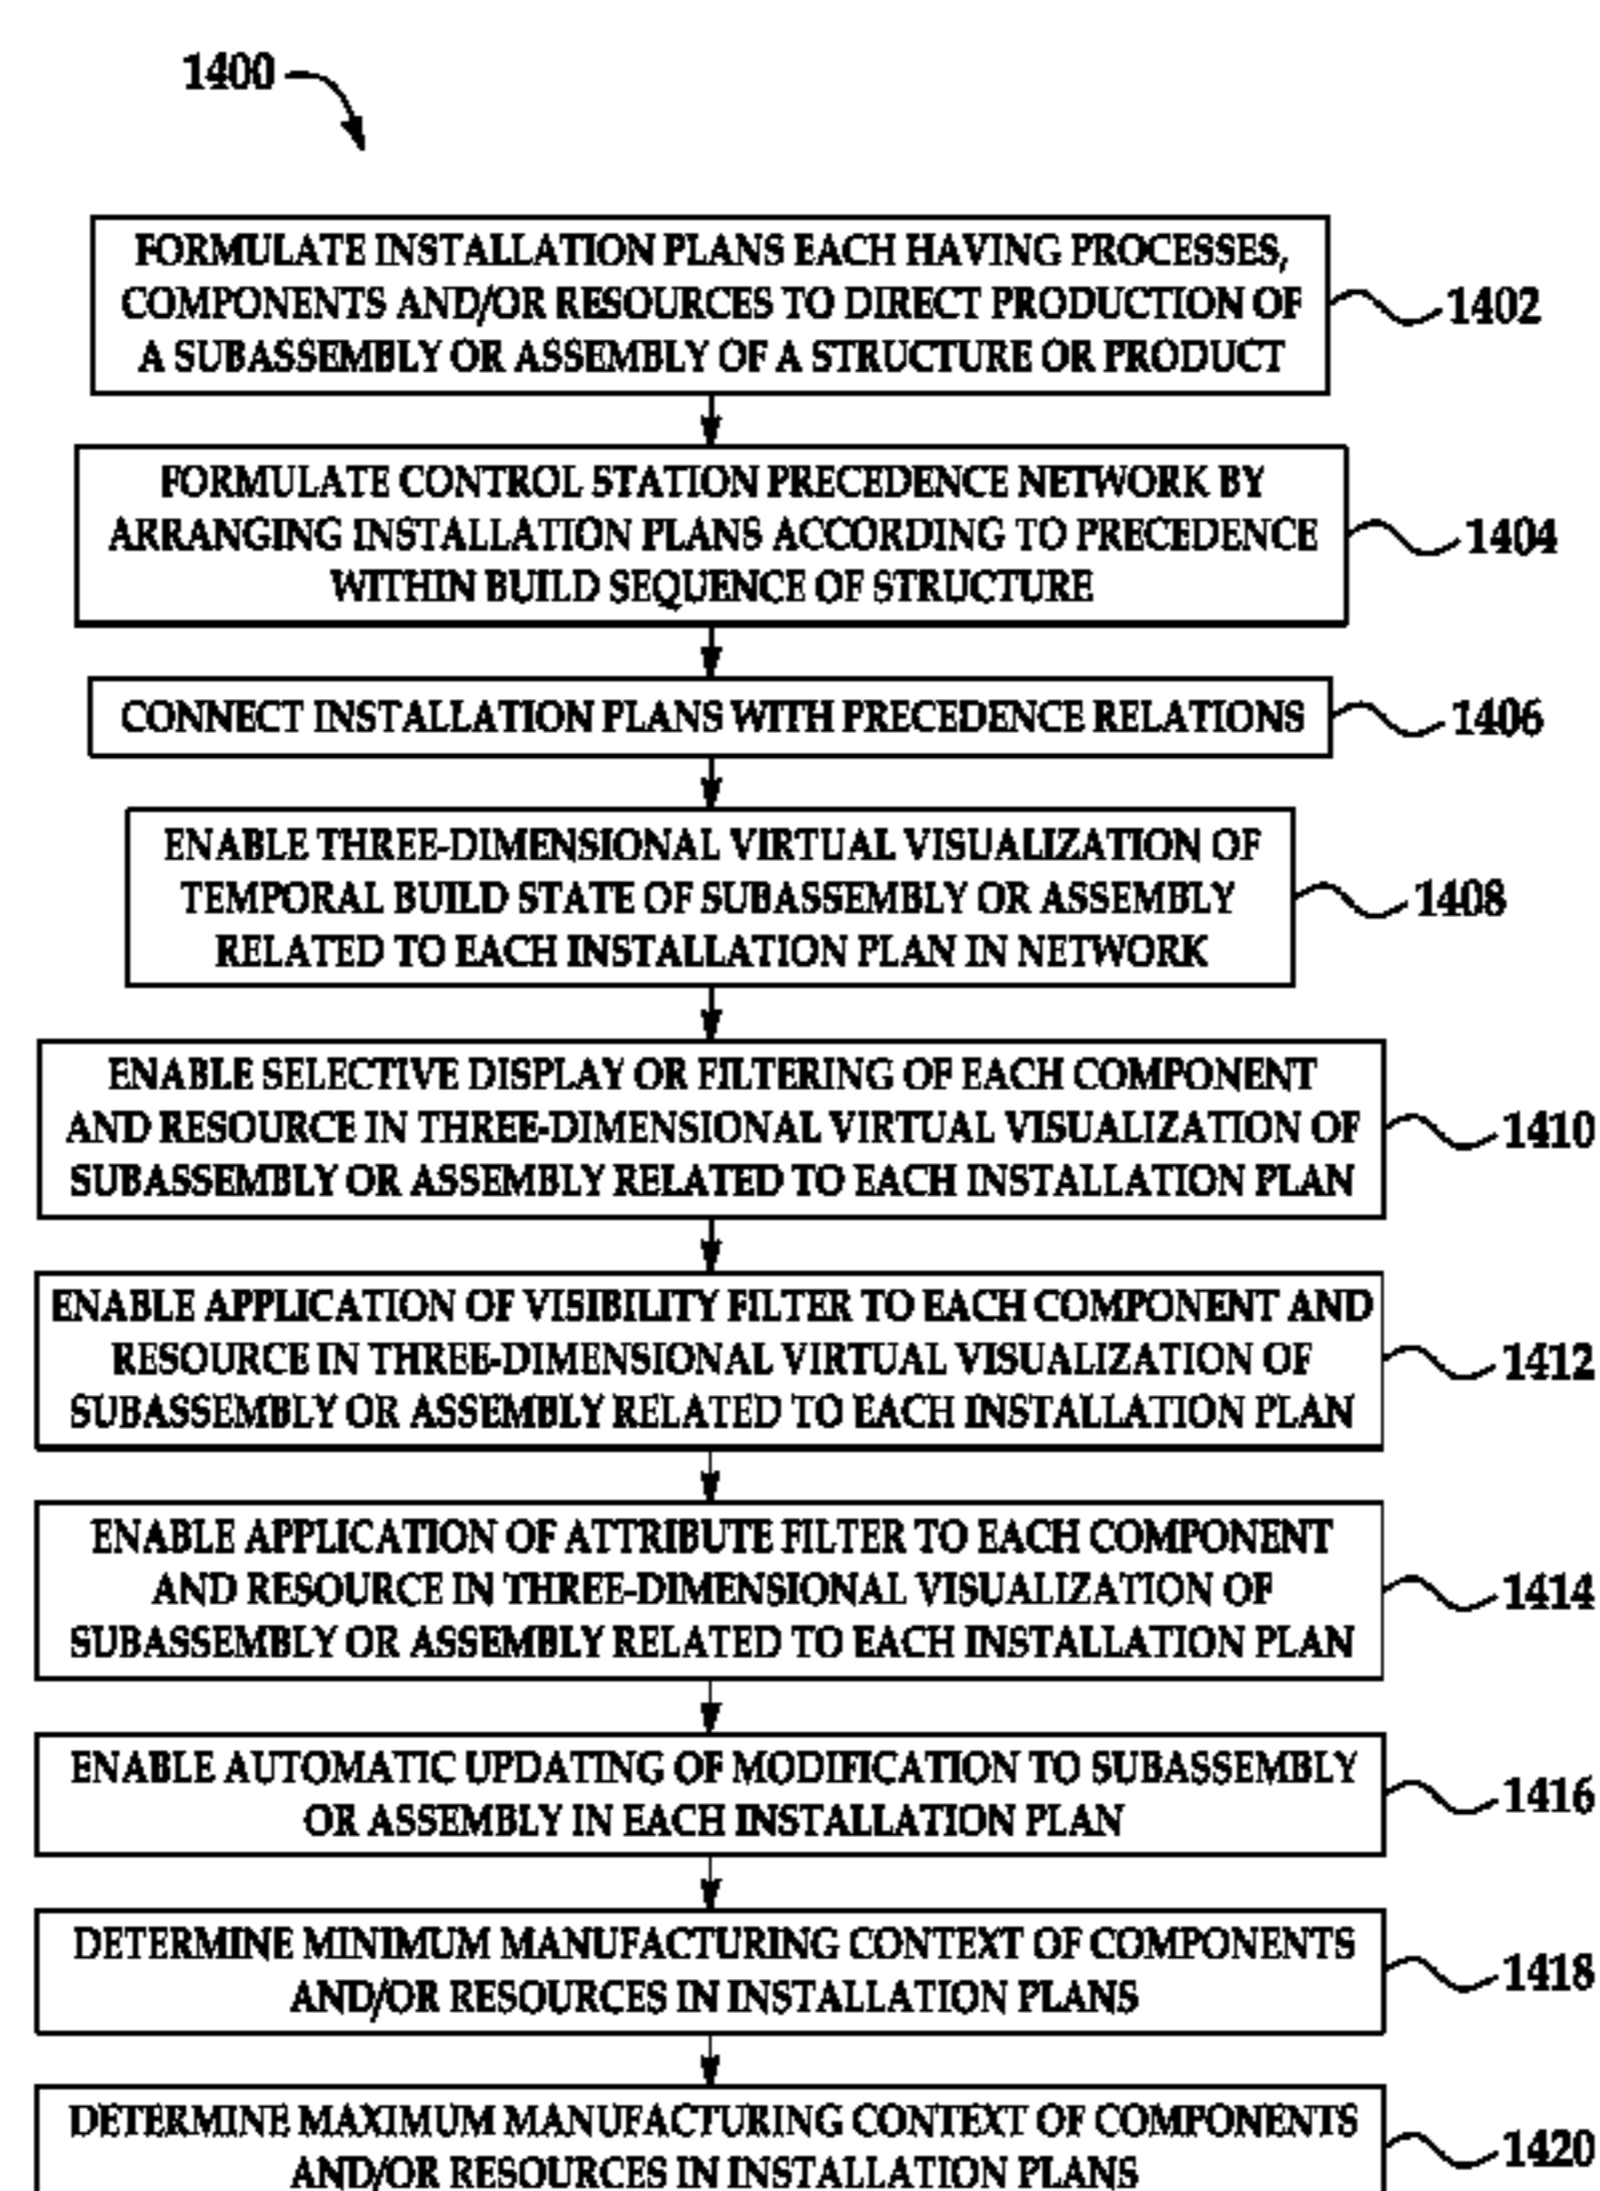 1400
FORMULATE INSTALLATION PLANS EACH HAVING PROCESSES,
COMPONENTS AND/OR RESOURCES TO DIRECT PRODUCTION OF
A SUBASSEMBLY OR ASSEMBLY OF A STRUCTURE OR PRODUCT
1402
FORMULATE CONTROL STATION PRECEDENCE NETWORK BY
ARRANGING INSTALLATION PLANS ACCORDING TO PRECEDENCE
WITHIN BUILD SEQUENCE OF STRUCTURE
1404
CONNECT INSTALLATION PLANS WITH PRECEDENCE RELATIONS
1406
ENABLE THREE-DIMENSIONAL VIRTUAL VISUALIZATION OF
TEMPORAL BUILD STATE OF SUBASSEMBLY OR ASSEMBLY
RELATED TO EACH INSTALLATION PLAN IN NETWORK
1408
ENABLE SELECTIVE DISPLAY OR FILTERING OF EACH COMPONENT
AND RESOURCE IN THREE-DIMENSIONAL VIRTUAL VISUALIZATION OF
SUBASSEMBLY OR ASSEMBLY RELATED TO EACH INSTALLATION PLAN
1410
ENABLE APPLICATION OF VISIBILITY FILTER TO EACH COMPONENT AND
RESOURCE IN THREE-DIMENSIONAL VIRTUAL VISUALIZATION OF
SUBASSEMBLY OR ASSEMBLY RELATED TO EACH INSTALLATION PLAN
1412
ENABLE APPLICATION OF ATTRIBUTE FILTER TO EACH COMPONENT
AND RESOURCE IN THREE-DIMENSIONAL VISUALIZATION OF
SUBASSEMBLY OR ASSEMBLY RELATED TO EACH INSTALLATION PLAN
1414
ENABLE AUTOMATIC UPDATING OF MODIFICATION TO SUBASSEMBLY
OR ASSEMBLY IN EACH INSTALLATION PLAN
1416
DETERMINE MINIMUM MANUFACTURING CONTEXT OF COMPONENTS
AND/OR RESOURCES IN INSTALLATION PLANS
1418
DETERMINE MAXIMUM MANUFACTURING CONTEXT OF COMPONENTS
AND/OR RESOURCES IN INSTALLATION PLANS
1420